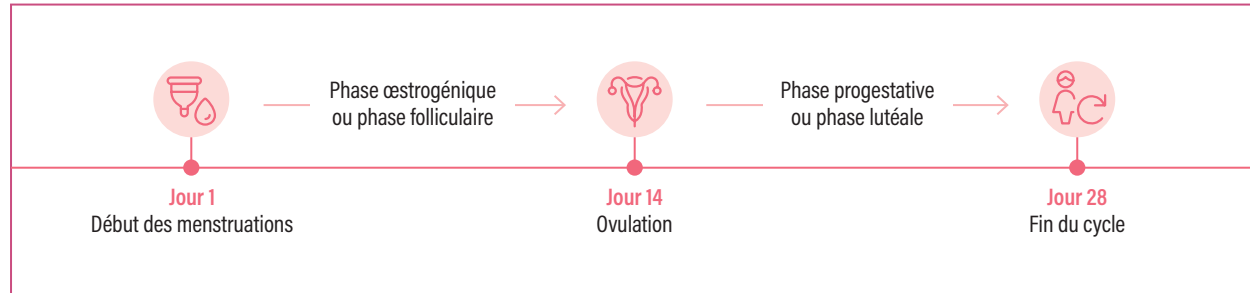 Phase œstrogénique
ou phase folliculaire
Phase progestative
ou phase lutéale
Jour 1
Début des menstruations
Jour 14
Ovulation
Jour 28
Fin du cycle